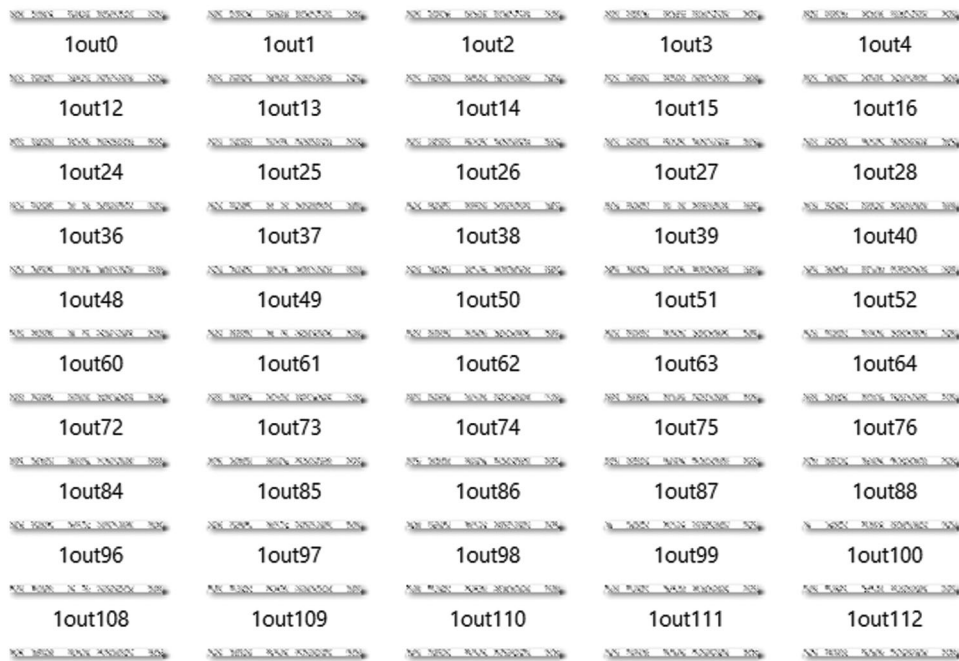 1out0 1out1 1out2 1out3 1out4
1out12 1out13 1out14 1out15 1out16
1out24 1out25 1out26 1out27 1out28
1out36 1out37 1out38 1out39 1out40
1out48 1out49 1out50 1out51 1out52
1out60 1out61 1out62 1out63 1out64
1out72 1out73 1out74 1out75 1out76
1out84 1out85 1out86 1out87 1out88
1out96 1out97 1out98 1out99 1out100
1out108 1out109 1out110 1out111 1out112